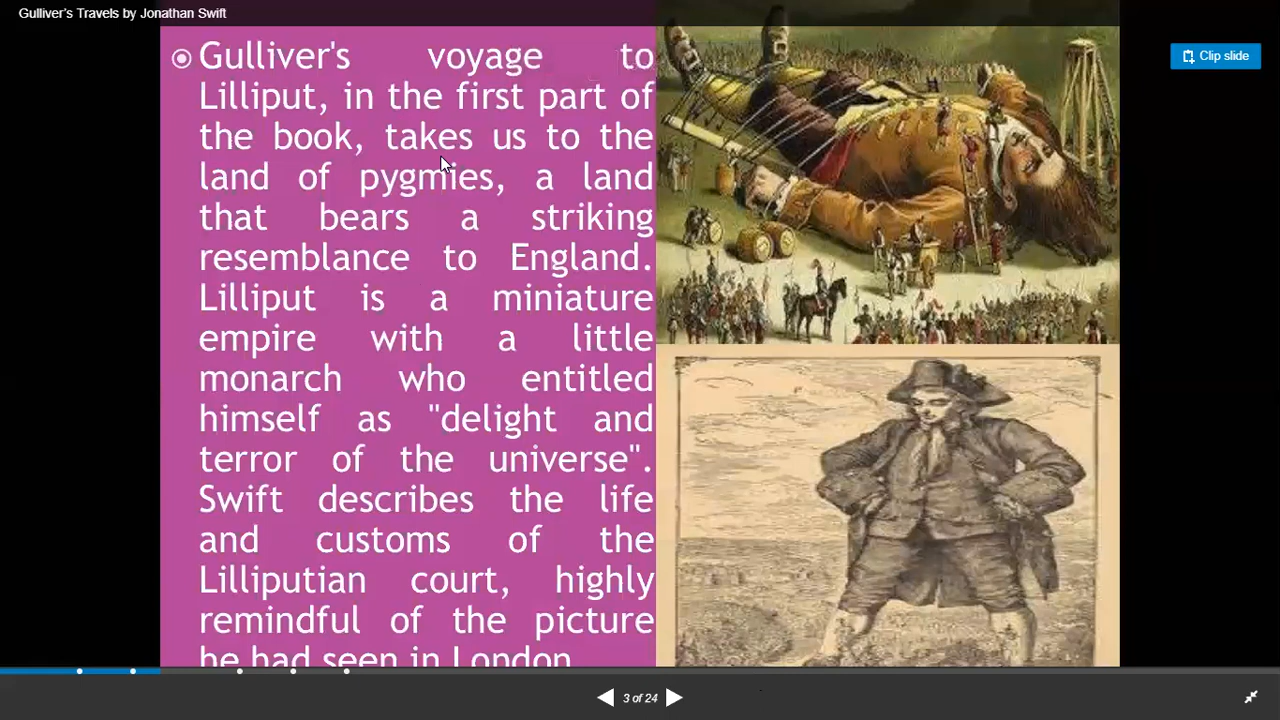 Gulliver's Travels by Jonathan Swift
Clip slide
Gulliver's voyage to
Lilliput, in the first part of
the book, takes us to the
land of pygmies, a land
that bears a striking
resemblance to England.
Lilliput is a miniature
empire with a little
monarch who entitled
himself as "delight and
terror of the universe".
Swift describes the life
and customs of the
Lilliputian court, highly
remindful of the picture
he had seen in London.
3 of 24